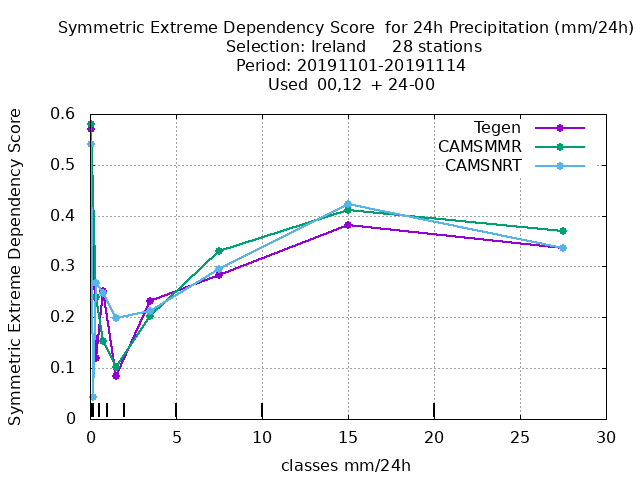 Symmetric Extreme Dependency Score  for 24h Precipitation (mm/24h)
Selection: Ireland     28 stations
Period: 20191101-20191114
Used  00,12  + 24-00
Symmetric Extreme Dependency Score
0.6
0.5
0.4
0.3
0.2
0.1
0
Tegen
CAMSMMR
CAMSNRT
0 5 10 15 20 25 30
classes mm/24h